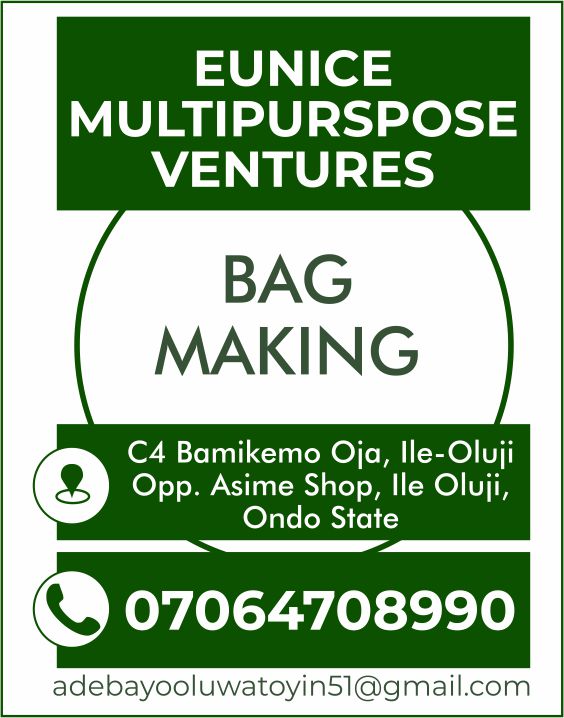 EUNICE
MULTIPURSPOSE
VENTURES
BAG
MAKING
C4 Bamikemo Oja, Ile-Oluji
Opp. Asime Shop, Ile Oluji,
Ondo State
07064708990
adebayooluwatoyin51@gmail.com